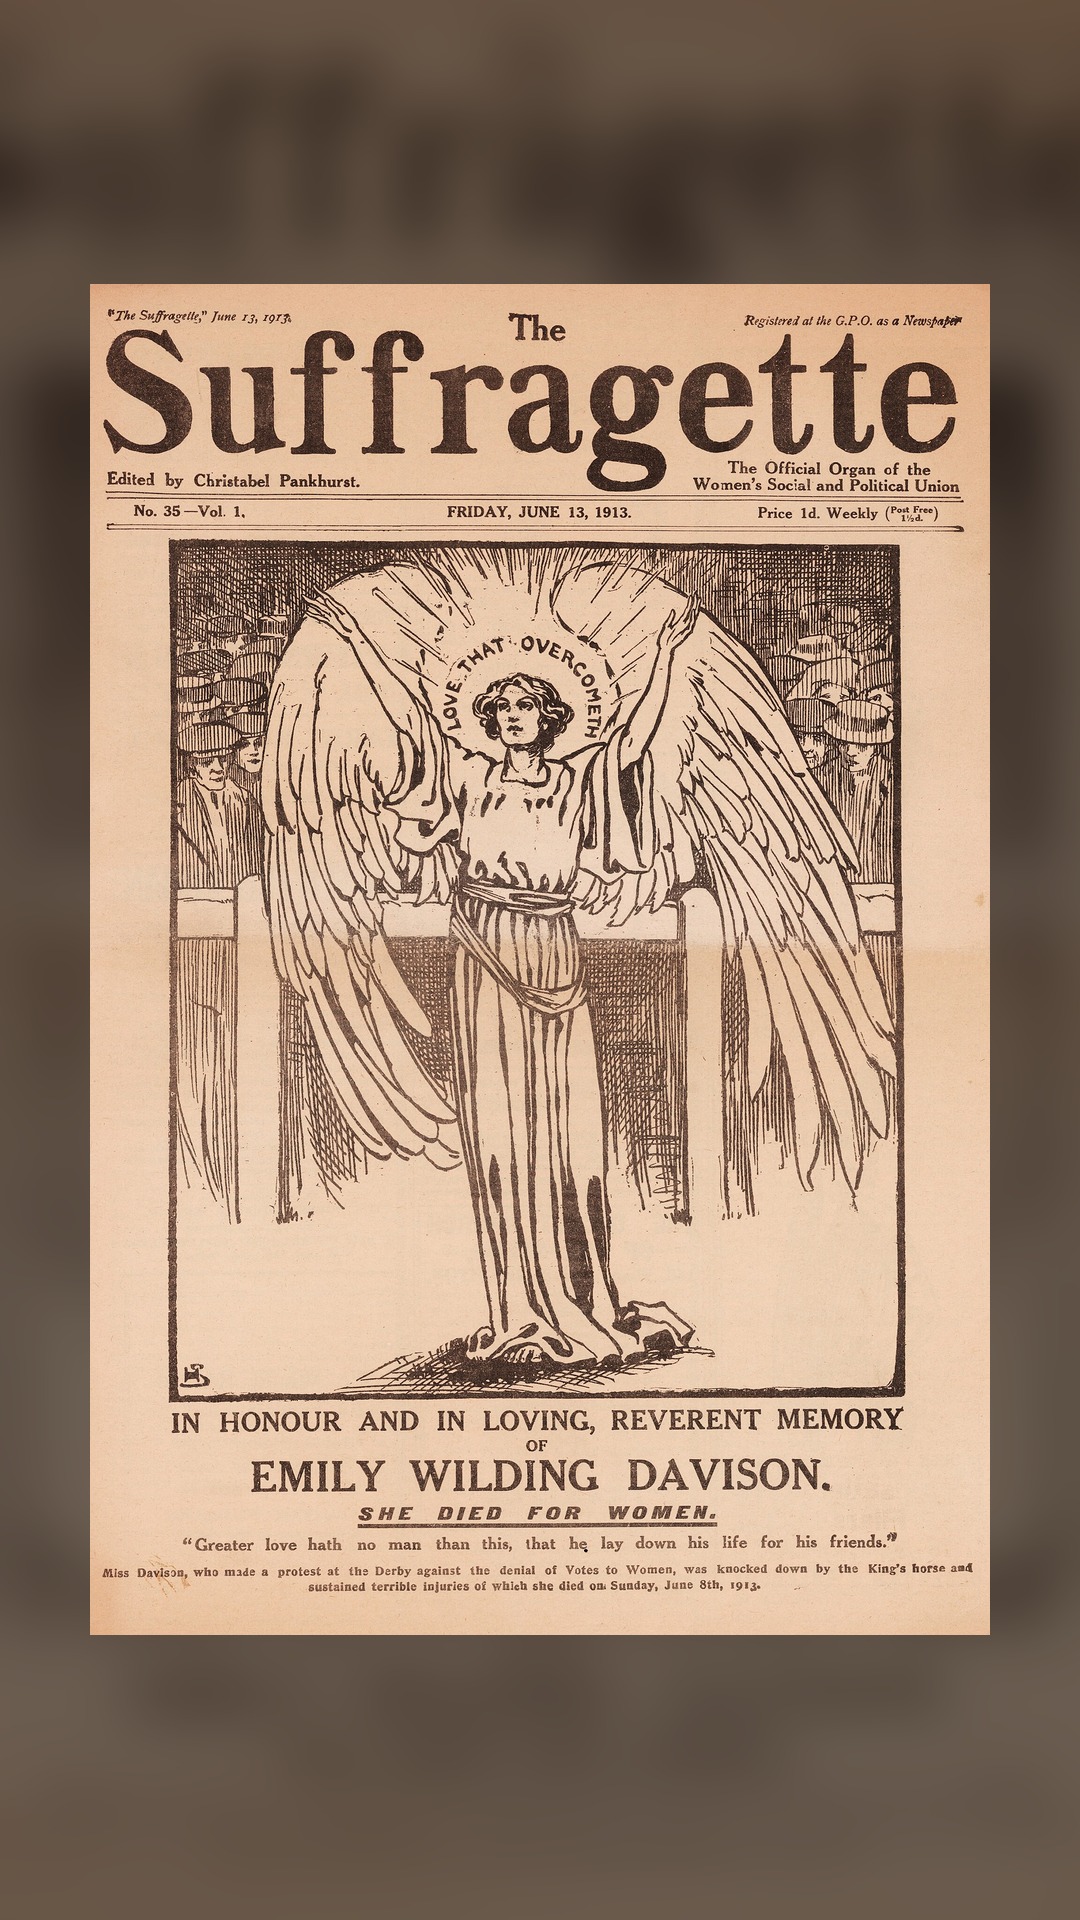 "The Suffragette," June 13, 1913.
Registered at the G.P.O. as a Newspaper
The
Suffragette
Edited by Christabel Pankhurst.
The Official Organ of the
Women's Social and Political Union
No. 35—Vol. 1.
FRIDAY, JUNE 13, 1913.
Price 1d. Weekly (Post Free 1½d.)
LOVE THAT OVERCOMETH
IN HONOUR AND IN LOVING, REVERENT MEMORY
OF
EMILY WILDING DAVISON.
SHE DIED FOR WOMEN.
"Greater love hath no man than this, that he lay down his life for his friends."
Miss Davison, who made a protest at the Derby against the denial of Votes to Women, was knocked down by the King's horse and
sustained terrible injuries of which she died on Sunday, June 8th, 1913.